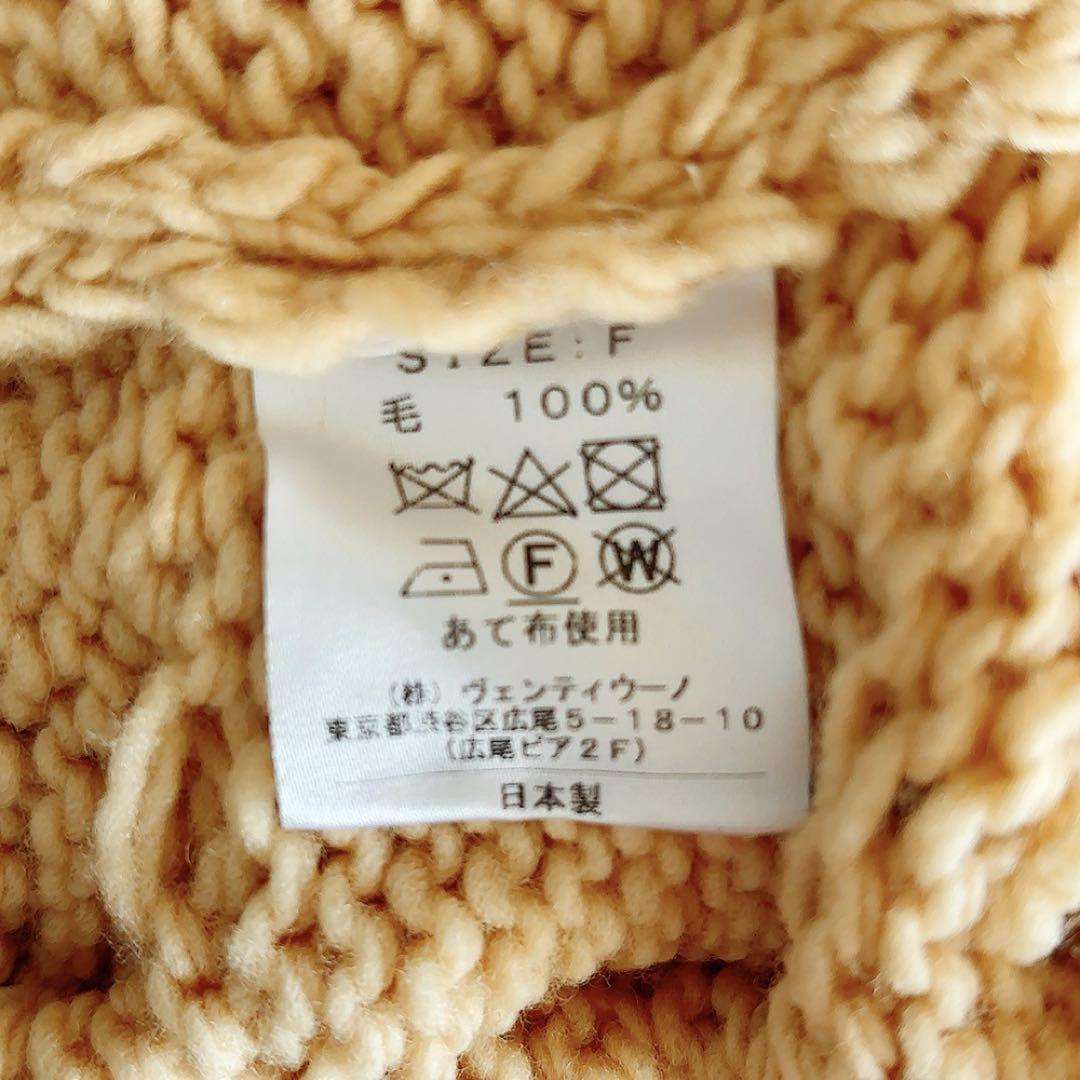 SIZE:F
毛 100%
F W
あて布使用
(株) ヴェンティウーノ
東京都渋谷区広尾5-18-10
(広尾ピア2F)
日本製